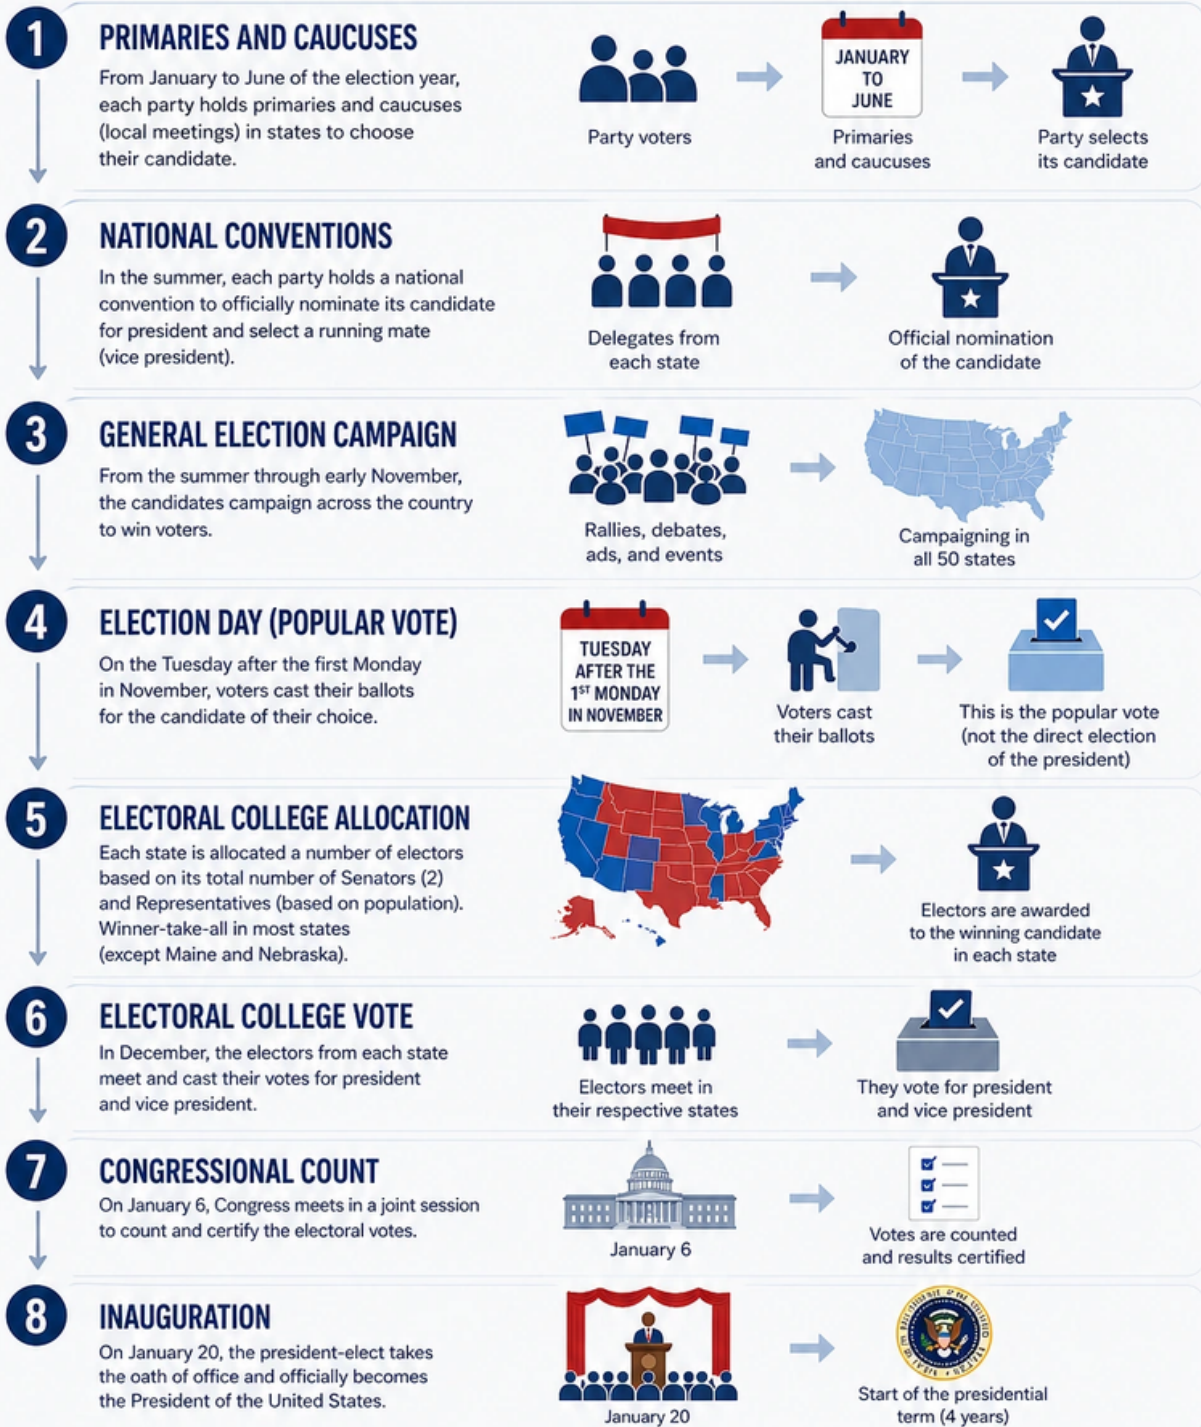 1
PRIMARIES AND CAUCUSES
From January to June of the election year,
each party holds primaries and caucuses
(local meetings) in states to choose
their candidate.
Party voters
JANUARY
TO
JUNE
Primaries
and caucuses
Party selects
its candidate
2
NATIONAL CONVENTIONS
In the summer, each party holds a national
convention to officially nominate its candidate
for president and select a running mate
(vice president).
Delegates from
each state
Official nomination
of the candidate
3
GENERAL ELECTION CAMPAIGN
From the summer through early November,
the candidates campaign across the country
to win voters.
Rallies, debates,
ads, and events
Campaigning in
all 50 states
4
ELECTION DAY (POPULAR VOTE)
On the Tuesday after the first Monday
in November, voters cast their ballots
for the candidate of their choice.
TUESDAY
AFTER THE
1ST MONDAY
IN NOVEMBER
Voters cast
their ballots
This is the popular vote
(not the direct election
of the president)
5
ELECTORAL COLLEGE ALLOCATION
Each state is allocated a number of electors
based on its total number of Senators (2)
and Representatives (based on population).
Winner-take-all in most states
(except Maine and Nebraska).
Electors are awarded
to the winning candidate
in each state
6
ELECTORAL COLLEGE VOTE
In December, the electors from each state
meet and cast their votes for president
and vice president.
Electors meet in
their respective states
They vote for president
and vice president
7
CONGRESSIONAL COUNT
On January 6, Congress meets in a joint session
to count and certify the electoral votes.
January 6
Votes are counted
and results certified
8
INAUGURATION
On January 20, the president-elect takes
the oath of office and officially becomes
the President of the United States.
January 20
Start of the presidential
term (4 years)